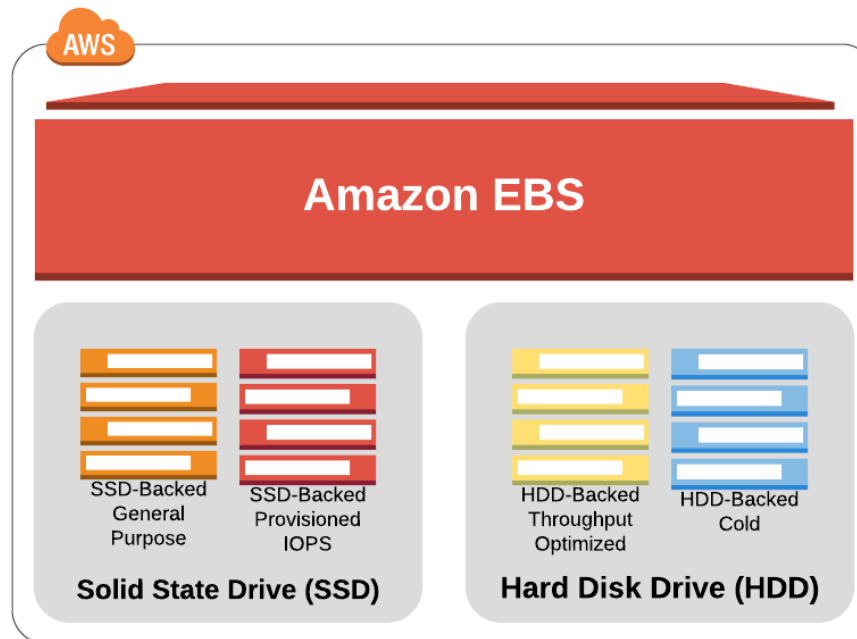 AWS
Amazon EBS
SSD-Backed
General
Purpose
SSD-Backed
Provisioned
IOPS
Solid State Drive (SSD)
HDD-Backed
Throughput
Optimized
HDD-Backed
Cold
Hard Disk Drive (HDD)